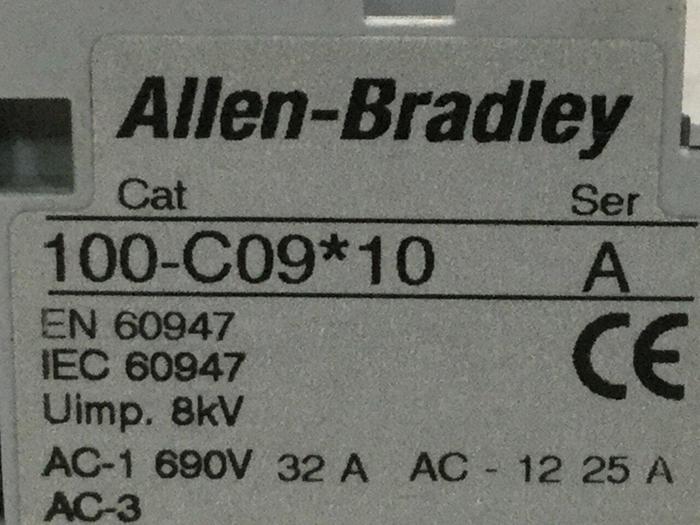 Allen-Bradley
Cat Ser
100-C09*10 A
EN 60947
IEC 60947
CE
Uimp. 8kV
AC-1 690V 32 A AC - 12 25 A
AC-3